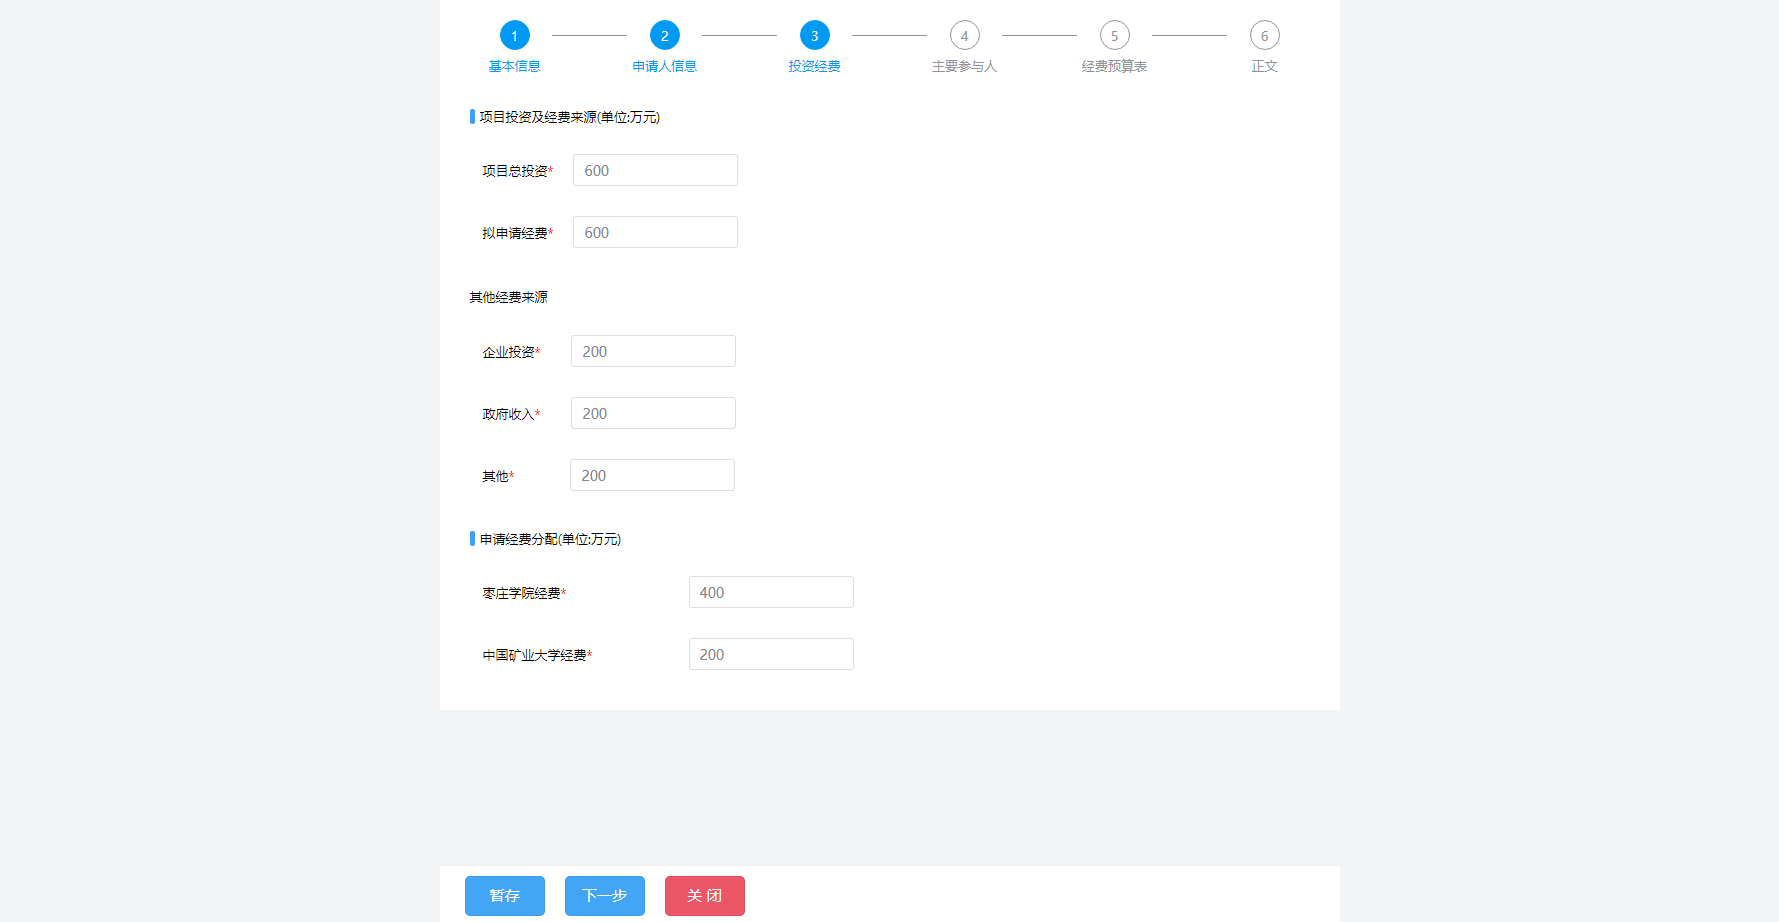 1 2 3 4 5 6
基本信息 申请人信息 投资经费 主要参与人 经费预算表 正文
项目投资及经费来源(单位:万元)
项目总投资* 600
拟申请经费* 600
其他经费来源
企业投资* 200
政府收入* 200
其他* 200
申请经费分配(单位:万元)
枣庄学院经费* 400
中国矿业大学经费* 200
暂存 下一步 关 闭